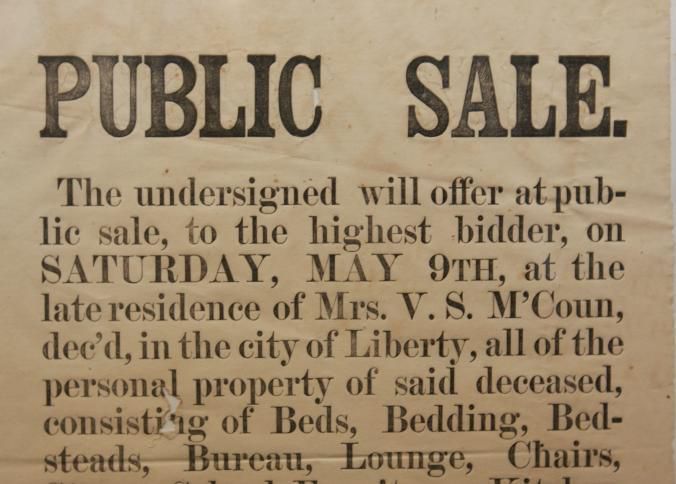 PUBLIC SALE.
The undersigned will offer at pub-
lic sale, to the highest bidder, on
SATURDAY, MAY 9TH, at the
late residence of Mrs. V. S. M'Coun,
dec'd, in the city of Liberty, all of the
personal property of said deceased,
consisting of Beds, Bedding, Bed-
steads, Bureau, Lounge, Chairs,